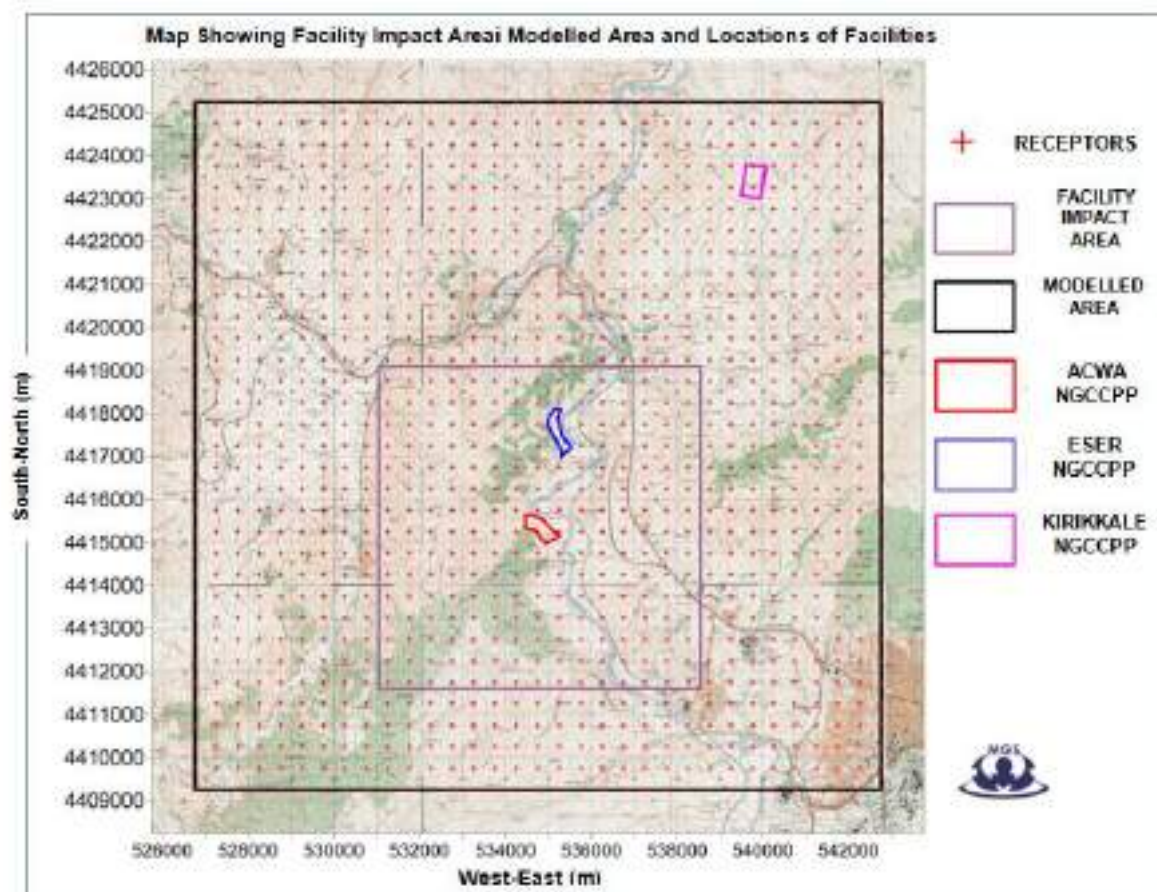 Map Showing Facility Impact Areai Modelled Area and Locations of Facilities
4426000
4425000
4424000
4423000
4422000
4421000
4420000
4419000
4418000
4417000
4416000
4415000
4414000
4413000
4412000
4411000
4410000
4409000
South-North (m)
526000 528000 530000 532000 534000 536000 538000 540000 542000
West-East (m)
RECEPTORS
FACILITY
IMPACT
AREA
MODELLED
AREA
ACWA
NGCCPP
ESER
NGCCPP
KIRIKKALE
NGCCPP
MGS